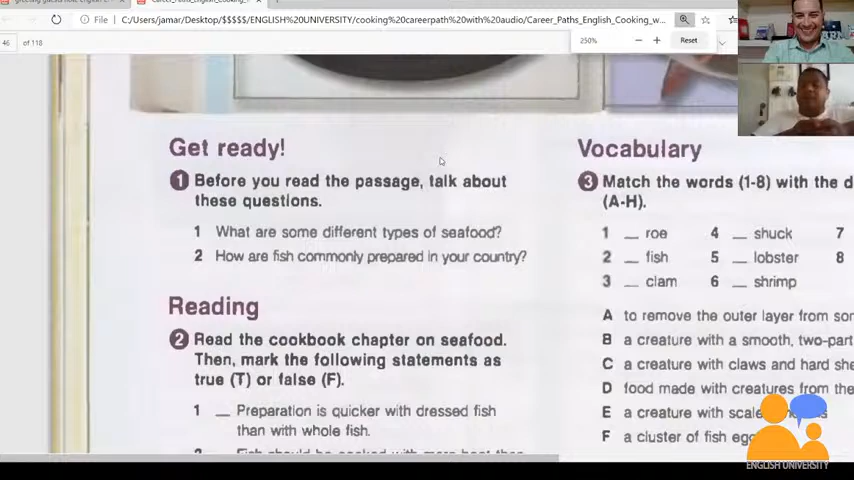 File | C:/Users/jamar/Desktop/$$$$$/ENGLISH%20UNIVERSITY/cooking%20careerpath%20with%20audio/Career_Paths_English_Cooking_w...
46 of 118
250% Reset
Get ready!
1 Before you read the passage, talk about
these questions.
1 What are some different types of seafood?
2 How are fish commonly prepared in your country?
Reading
2 Read the cookbook chapter on seafood.
Then, mark the following statements as
true (T) or false (F).
1 __ Preparation is quicker with dressed fish
than with whole fish.
Vocabulary
3 Match the words (1-8) with the d
(A-H).
1 __ roe 4 __ shuck 7
2 __ fish 5 __ lobster 8
3 __ clam 6 __ shrimp
A to remove the outer layer from som
B a creature with a smooth, two-part
C a creature with claws and hard she
D food made with creatures from the
E a creature with scale
F a cluster of fish egg
ENGLISH UNIVERSITY